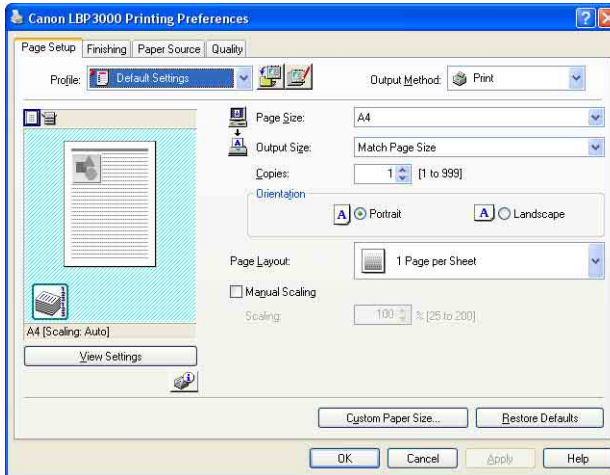 Canon LBP3000 Printing Preferences
Page Setup Finishing Paper Source Quality
Profile: Default Settings Output Method: Print
Page Size: A4
Output Size: Match Page Size
Copies: 1 [1 to 999]
Orientation
A Portrait A Landscape
Page Layout: 1 Page per Sheet
Manual Scaling
Scaling: 100 % [25 to 200]
A4 [Scaling: Auto]
View Settings
Custom Paper Size... Restore Defaults
OK Cancel Apply Help